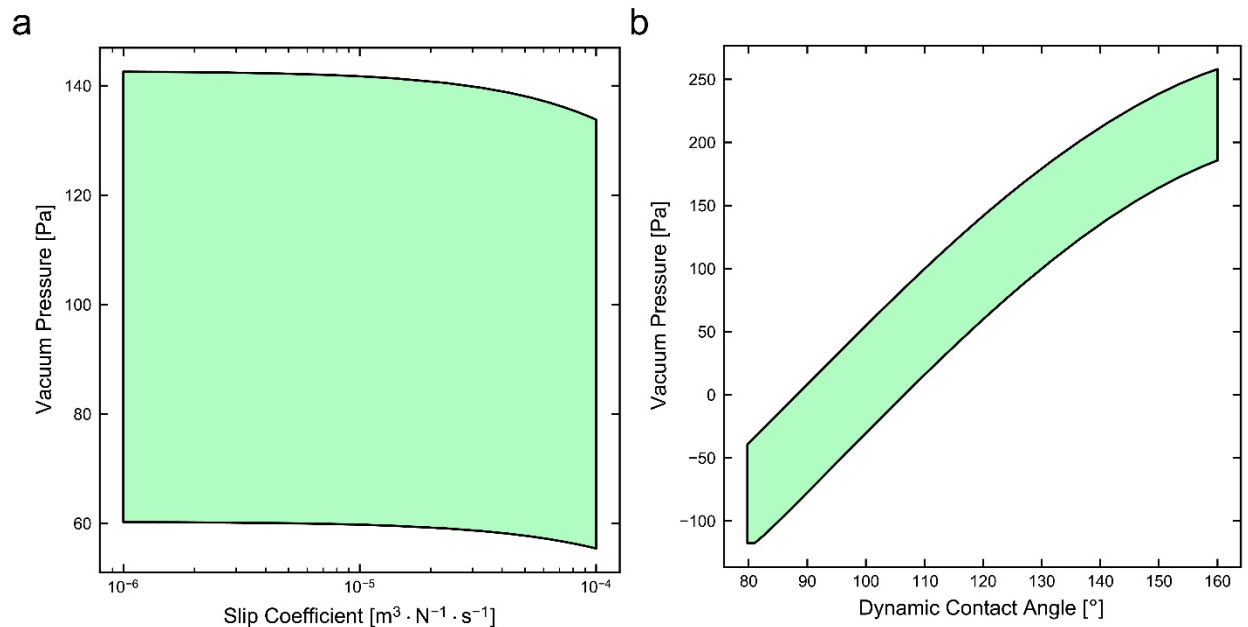 a
Vacuum Pressure [Pa]
140
120
100
80
60
10⁻⁶
10⁻⁵
10⁻⁴
Slip Coefficient [m³ · N⁻¹ · s⁻¹]
b
Vacuum Pressure [Pa]
250
200
150
100
50
0
−50
−100
80 90 100 110 120 130 140 150 160
Dynamic Contact Angle [°]